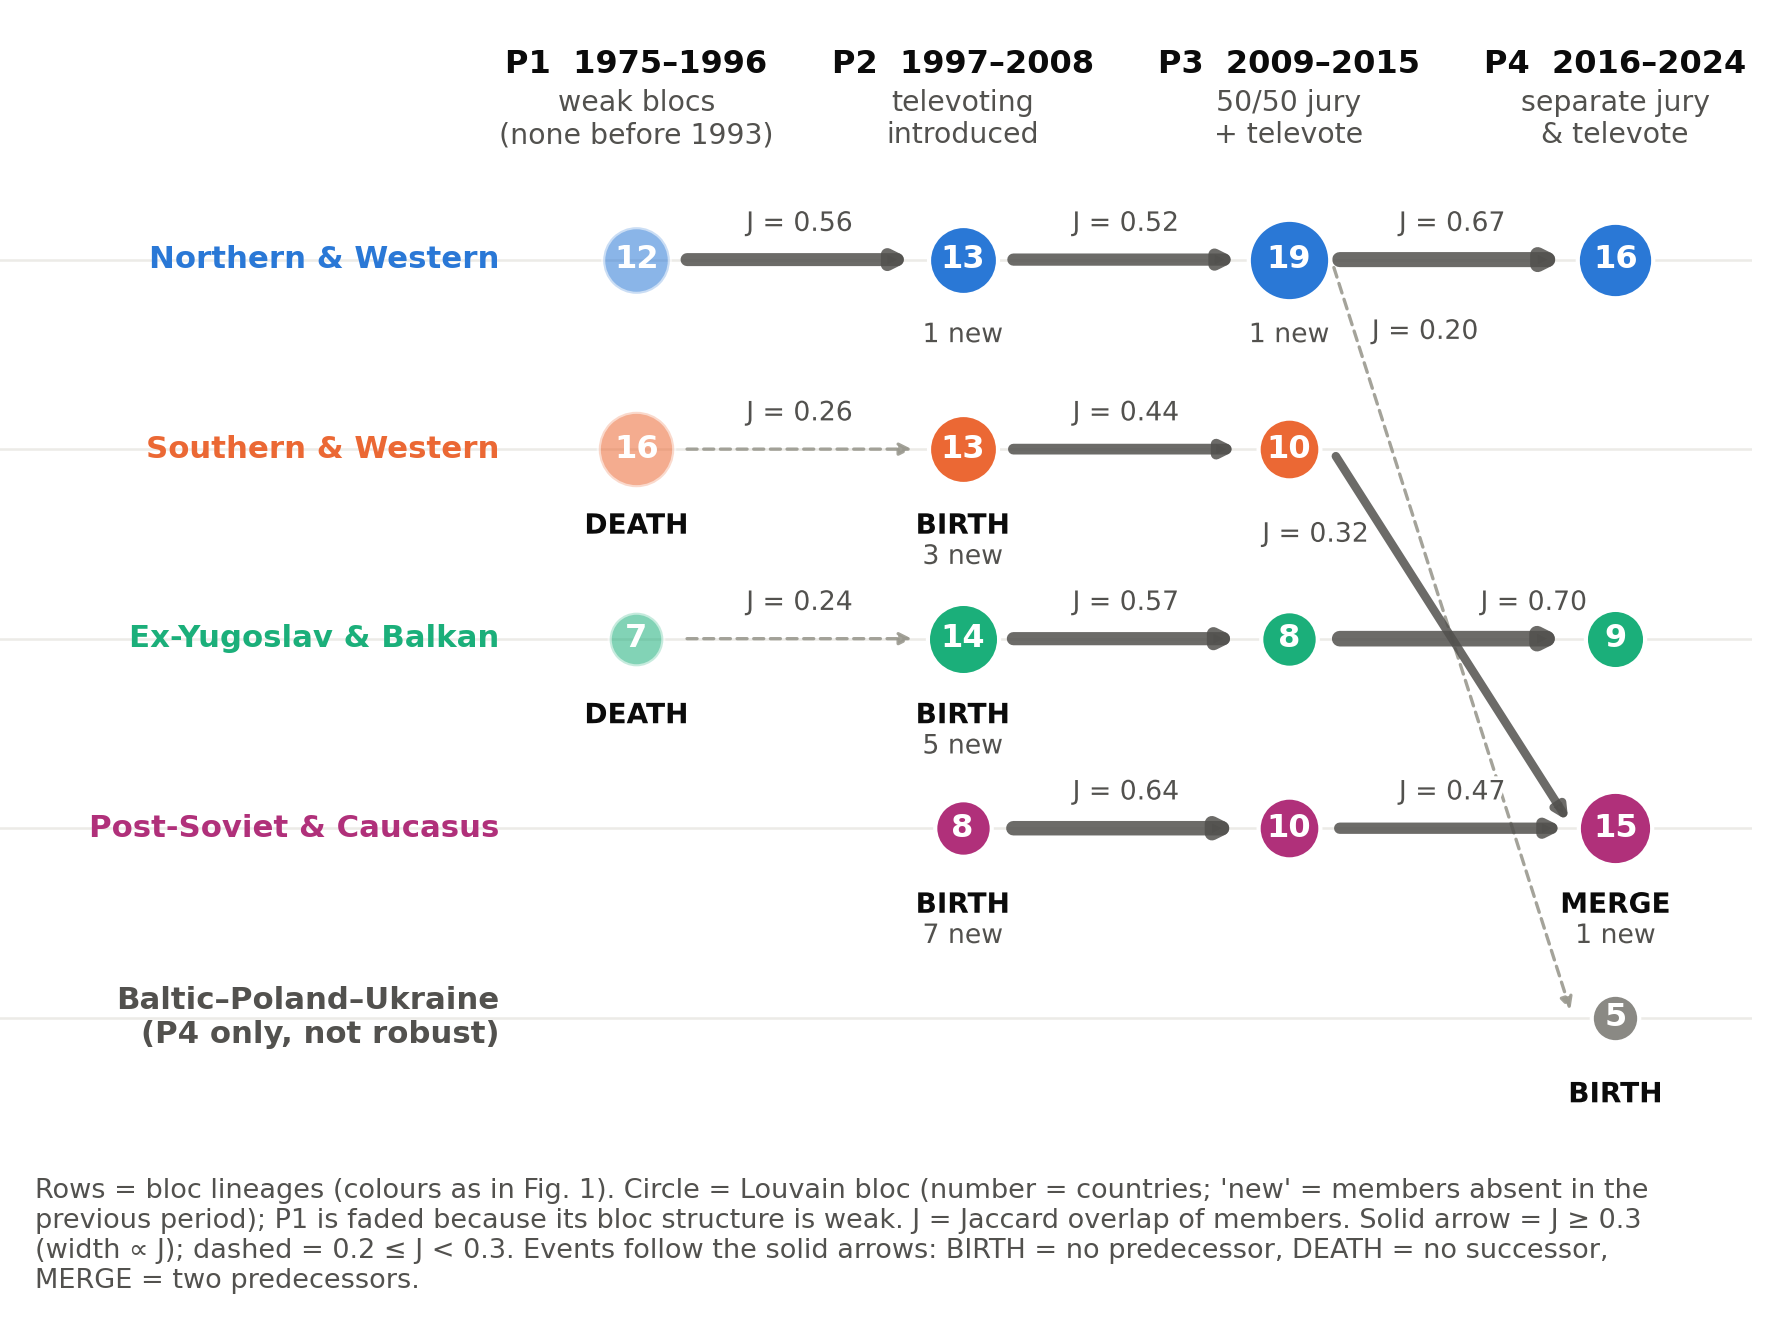 P1  1975–1996
P2  1997–2008
P3  2009–2015
P4  2016–2024
weak blocs
(none before 1993)
televoting
introduced
50/50 jury
+ televote
separate jury
& televote
J = 0.56
J = 0.52
J = 0.67
Northern & Western
12
13
19
16
1 new
1 new
J = 0.20
J = 0.26
J = 0.44
Southern & Western
16
13
10
DEATH
BIRTH
3 new
J = 0.32
J = 0.24
J = 0.57
J = 0.70
Ex-Yugoslav & Balkan
7
14
8
9
DEATH
BIRTH
5 new
J = 0.64
J = 0.47
Post-Soviet & Caucasus
8
10
15
BIRTH
7 new
MERGE
1 new
Baltic–Poland–Ukraine
(P4 only, not robust)
5
BIRTH
Rows = bloc lineages (colours as in Fig. 1). Circle = Louvain bloc (number = countries; 'new' = members absent in the
previous period); P1 is faded because its bloc structure is weak. J = Jaccard overlap of members. Solid arrow = J ≥ 0.3
(width ∝ J); dashed = 0.2 ≤ J < 0.3. Events follow the solid arrows: BIRTH = no predecessor, DEATH = no successor,
MERGE = two predecessors.